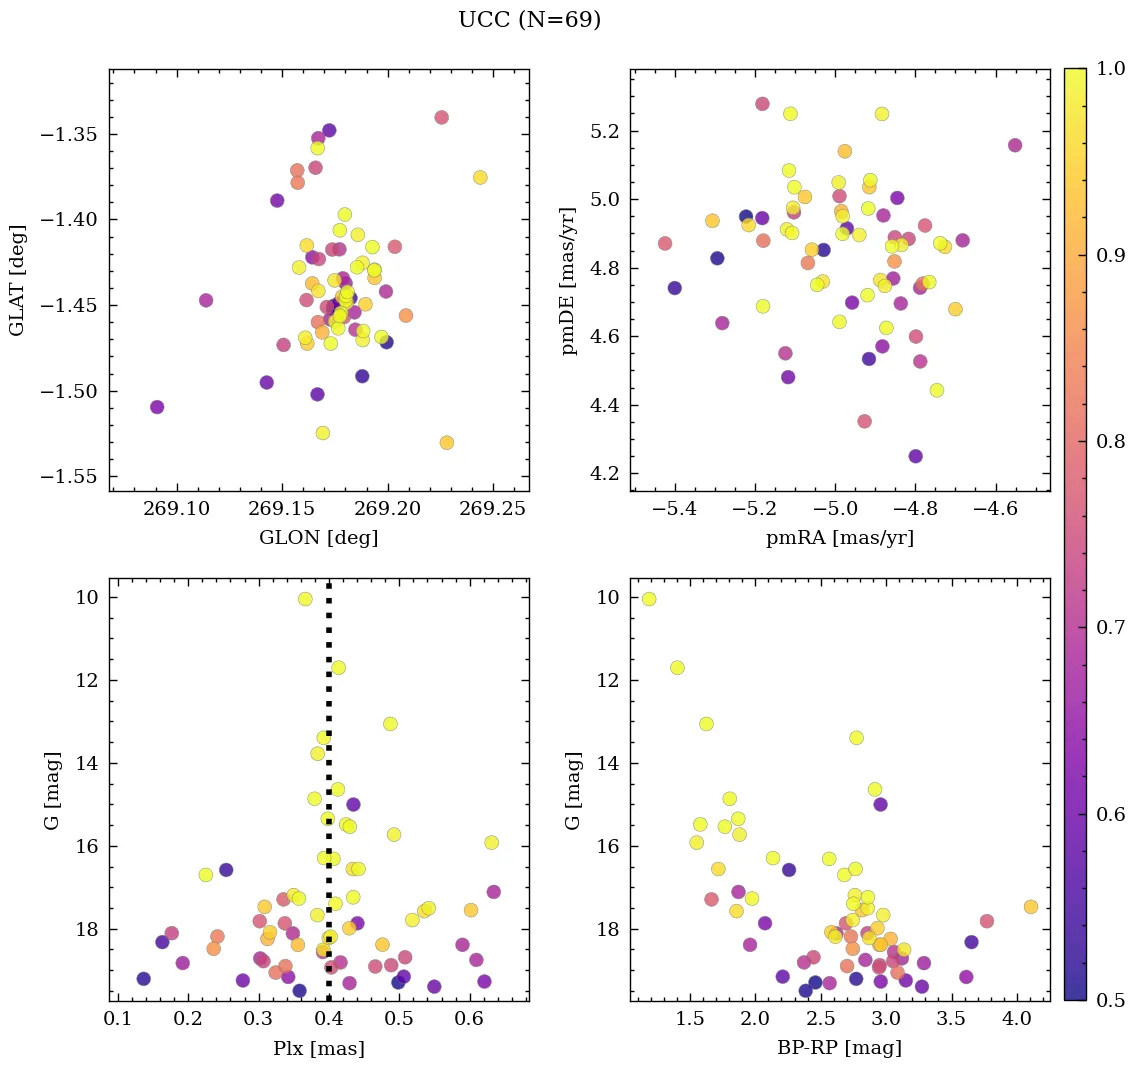 UCC (N=69)
−1.35
−1.40
−1.45
−1.50
−1.55
GLAT [deg]
269.10 269.15 269.20 269.25
GLON [deg]
5.2
5.0
4.8
4.6
4.4
4.2
pmDE [mas/yr]
−5.4 −5.2 −5.0 −4.8 −4.6
pmRA [mas/yr]
10
12
14
16
18
G [mag]
0.1 0.2 0.3 0.4 0.5 0.6
Plx [mas]
10
12
14
16
18
G [mag]
1.5 2.0 2.5 3.0 3.5 4.0
BP-RP [mag]
1.0
0.9
0.8
0.7
0.6
0.5